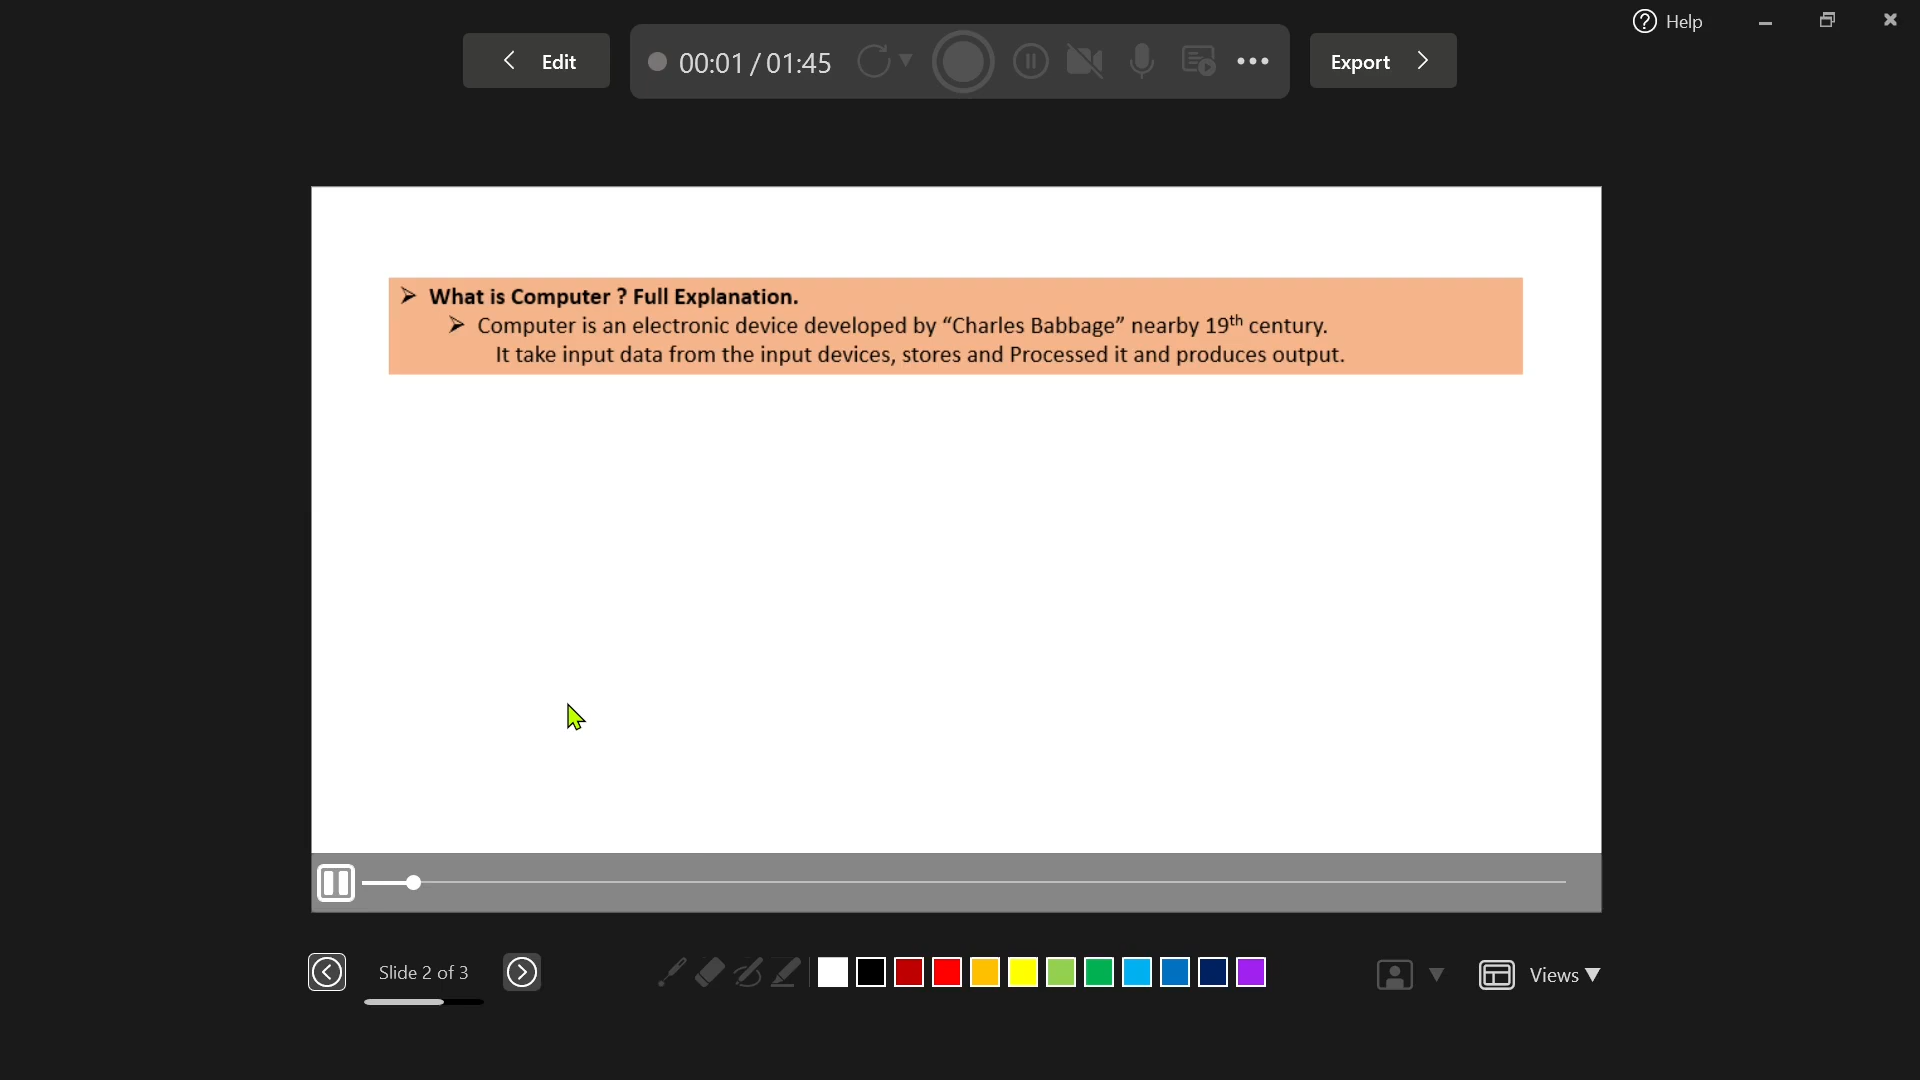 Help
Edit
00:01 / 01:45
Export
➢ What is Computer ? Full Explanation.
➢ Computer is an electronic device developed by “Charles Babbage” nearby 19th century.
It take input data from the input devices, stores and Processed it and produces output.
Slide 2 of 3
Views